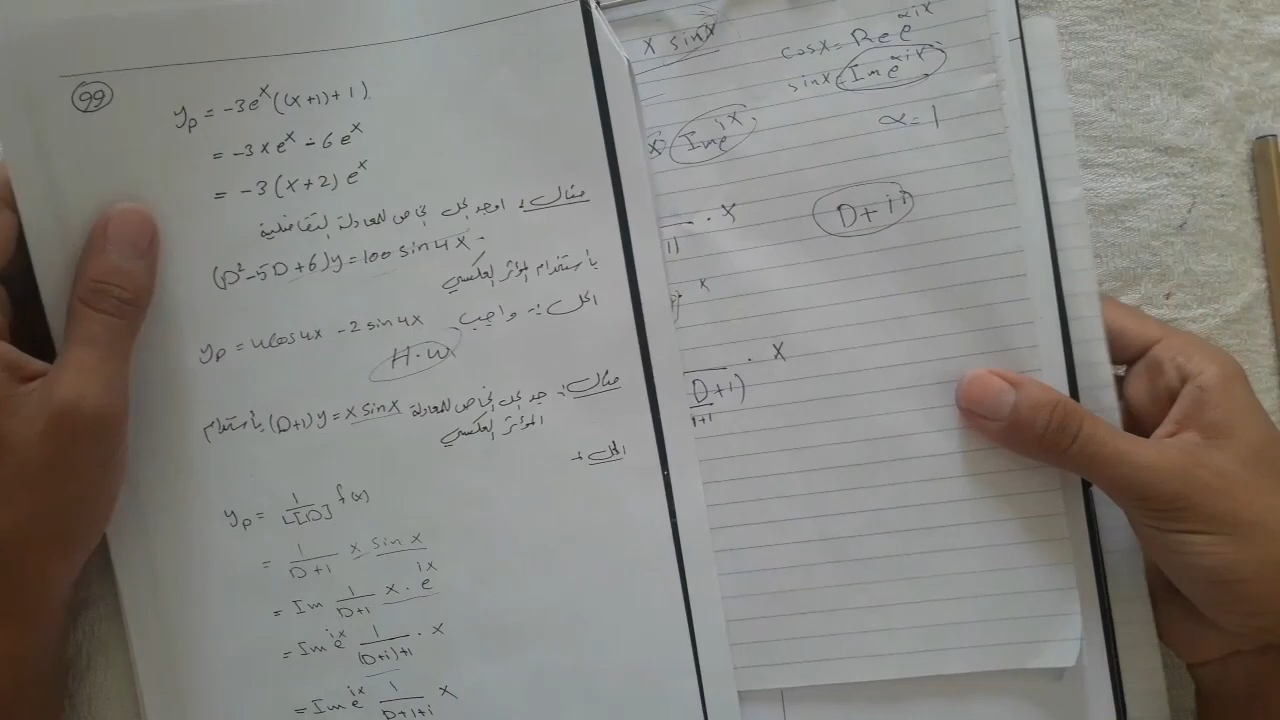 99
yp = -3e^x((x+1)+1)
= -3xe^x - 6e^x
= -3(x+2)e^x
مثال: اوجد الحل الخاص للمعادلة التفاضلية
(D²-5D+6)y=100 sin4x
بأستخدام المؤثر العكسي
الحل :- واجب yp = 4cos4x - 2sin4x
H.W
مثال: جد الحل الخاص للمعادلة (D+1)y = x sinx بأستخدام
المؤثر العكسي
الحل :-
yp = 1/L[D] f(x)
= 1/D+1 x sin x
= Im 1/D+1 x . e^ix
= Im e^ix 1/(D+i)+1 . x
= Im e^ix 1/D+1+i x
x sinx
cosx = Re e^αix
sinx = Im e^αix
α = 1
x Im e^ix
. x
D+i
x
. x
D+1)
1+i